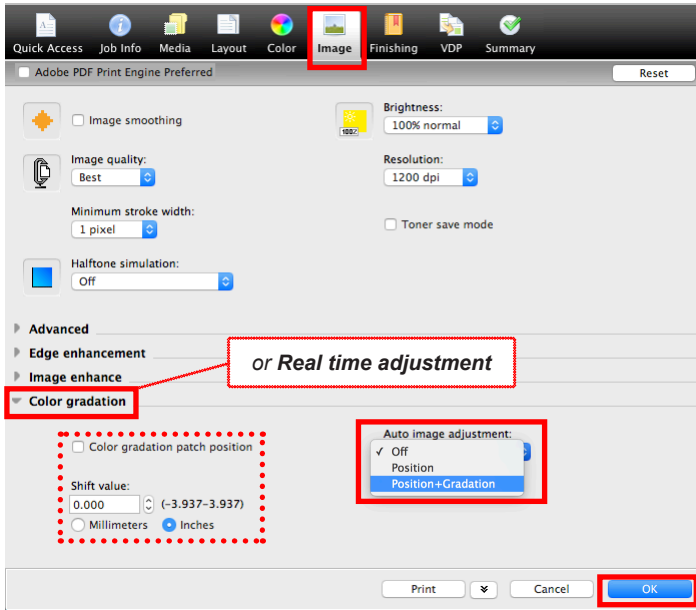 Quick Access Job Info Media Layout Color Image Finishing VDP Summary
Adobe PDF Print Engine Preferred Reset
Image smoothing
100%
Brightness:
100% normal
Image quality:
Best
Resolution:
1200 dpi
Minimum stroke width:
1 pixel
Toner save mode
Halftone simulation:
Off
Advanced
Edge enhancement
or Real time adjustment
Image enhance
Color gradation
Color gradation patch position
Shift value:
0.000 (−3.937–3.937)
Millimeters Inches
Auto image adjustment:
✓ Off
Position
Position+Gradation
Print Cancel OK